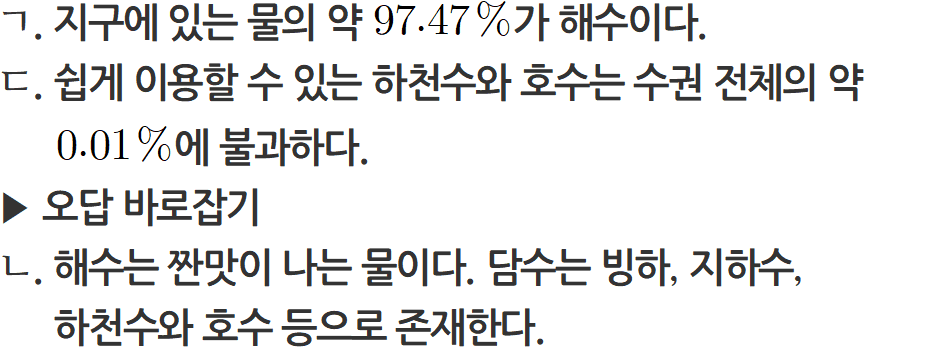 ㄱ. 지구에 있는 물의 약 97.47%가 해수이다.
ㄷ. 쉽게 이용할 수 있는 하천수와 호수는 수권 전체의 약
0.01%에 불과하다.
▶ 오답 바로잡기
ㄴ. 해수는 짠맛이 나는 물이다. 담수는 빙하, 지하수,
하천수와 호수 등으로 존재한다.